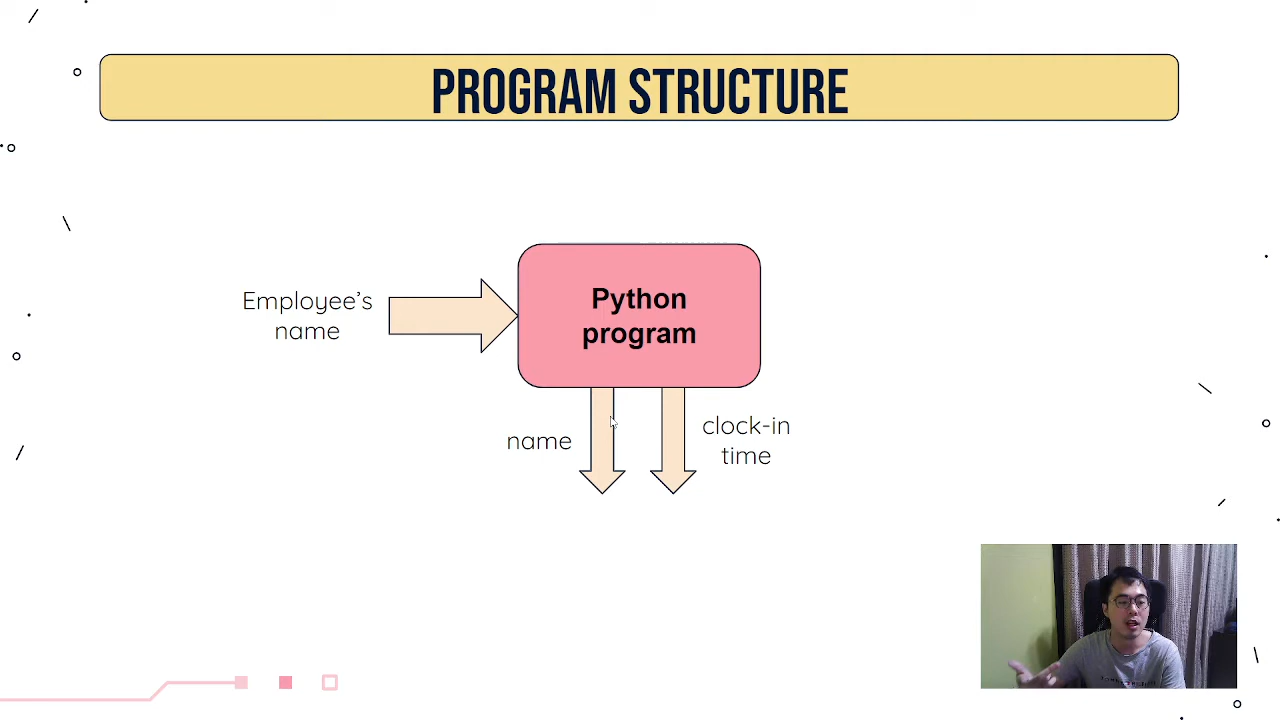 PROGRAM STRUCTURE
Employee’s
name
Python
program
name
clock-in
time